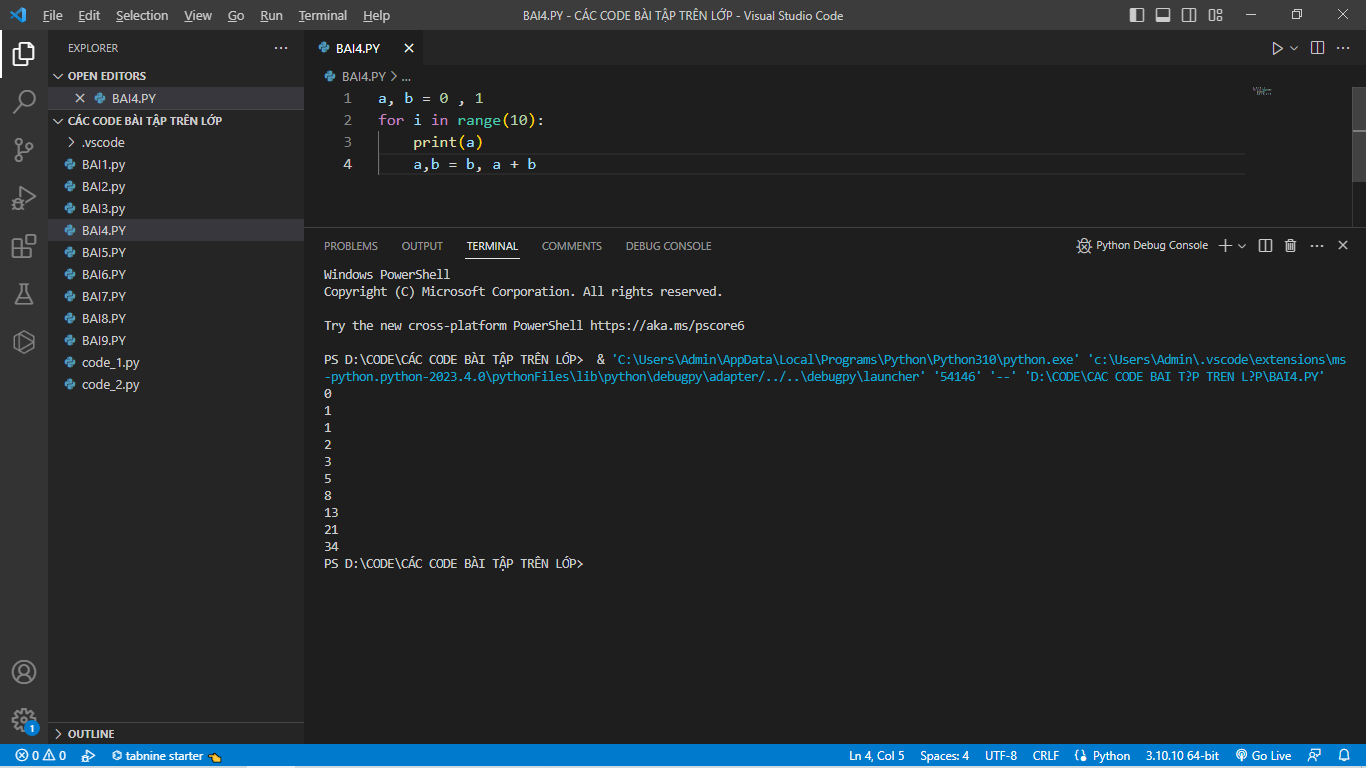 File Edit Selection View Go Run Terminal Help BAI4.PY - CÁC CODE BÀI TẬP TRÊN LỚP - Visual Studio Code
EXPLORER
OPEN EDITORS
BAI4.PY
CÁC CODE BÀI TẬP TRÊN LỚP
.vscode
BAI1.py
BAI2.py
BAI3.py
BAI4.PY
BAI5.PY
BAI6.PY
BAI7.PY
BAI8.PY
BAI9.PY
code_1.py
code_2.py
OUTLINE
BAI4.PY
BAI4.PY > ...
1 a, b = 0 , 1
2 for i in range(10):
3 print(a)
4 a,b = b, a + b
PROBLEMS OUTPUT TERMINAL COMMENTS DEBUG CONSOLE Python Debug Console
Windows PowerShell
Copyright (C) Microsoft Corporation. All rights reserved.
Try the new cross-platform PowerShell https://aka.ms/pscore6
PS D:\CODE\CÁC CODE BÀI TẬP TRÊN LỚP> & 'C:\Users\Admin\AppData\Local\Programs\Python\Python310\python.exe' 'c:\Users\Admin\.vscode\extensions\ms
-python.python-2023.4.0\pythonFiles\lib\python\debugpy\adapter/../..\debugpy\launcher' '54146' '--' 'D:\CODE\CAC CODE BAI T?P TREN L?P\BAI4.PY'
0
1
1
2
3
5
8
13
21
34
PS D:\CODE\CÁC CODE BÀI TẬP TRÊN LỚP>
1
0 0 tabnine starter Ln 4, Col 5 Spaces: 4 UTF-8 CRLF Python 3.10.10 64-bit Go Live